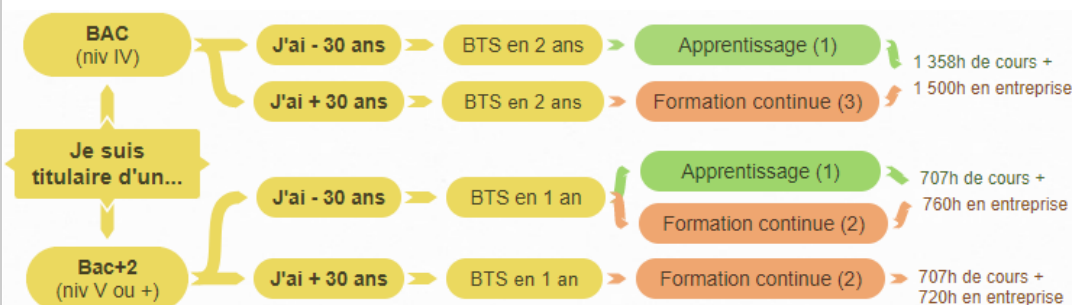 BAC
(niv IV)
J'ai - 30 ans
BTS en 2 ans
Apprentissage (1)
J'ai + 30 ans
BTS en 2 ans
Formation continue (3)
1 358h de cours +
1 500h en entreprise
Je suis
titulaire d'un...
J'ai - 30 ans
BTS en 1 an
Apprentissage (1)
Formation continue (2)
707h de cours +
760h en entreprise
Bac+2
(niv V ou +)
J'ai + 30 ans
BTS en 1 an
Formation continue (2)
707h de cours +
720h en entreprise